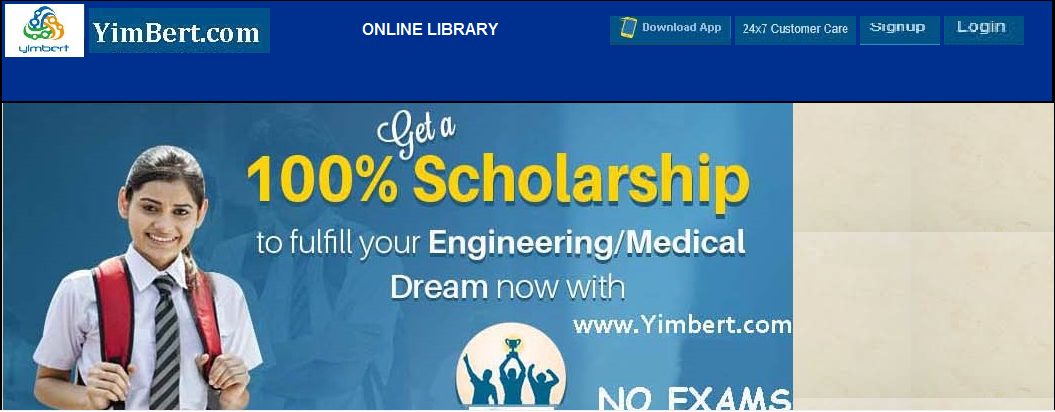 yimbert
YimBert.com
ONLINE LIBRARY
Download App
24x7 Customer Care
Signup
Login
Get a
100% Scholarship
to fulfill your Engineering/Medical
Dream now with
www.Yimbert.com
NO EXAMS